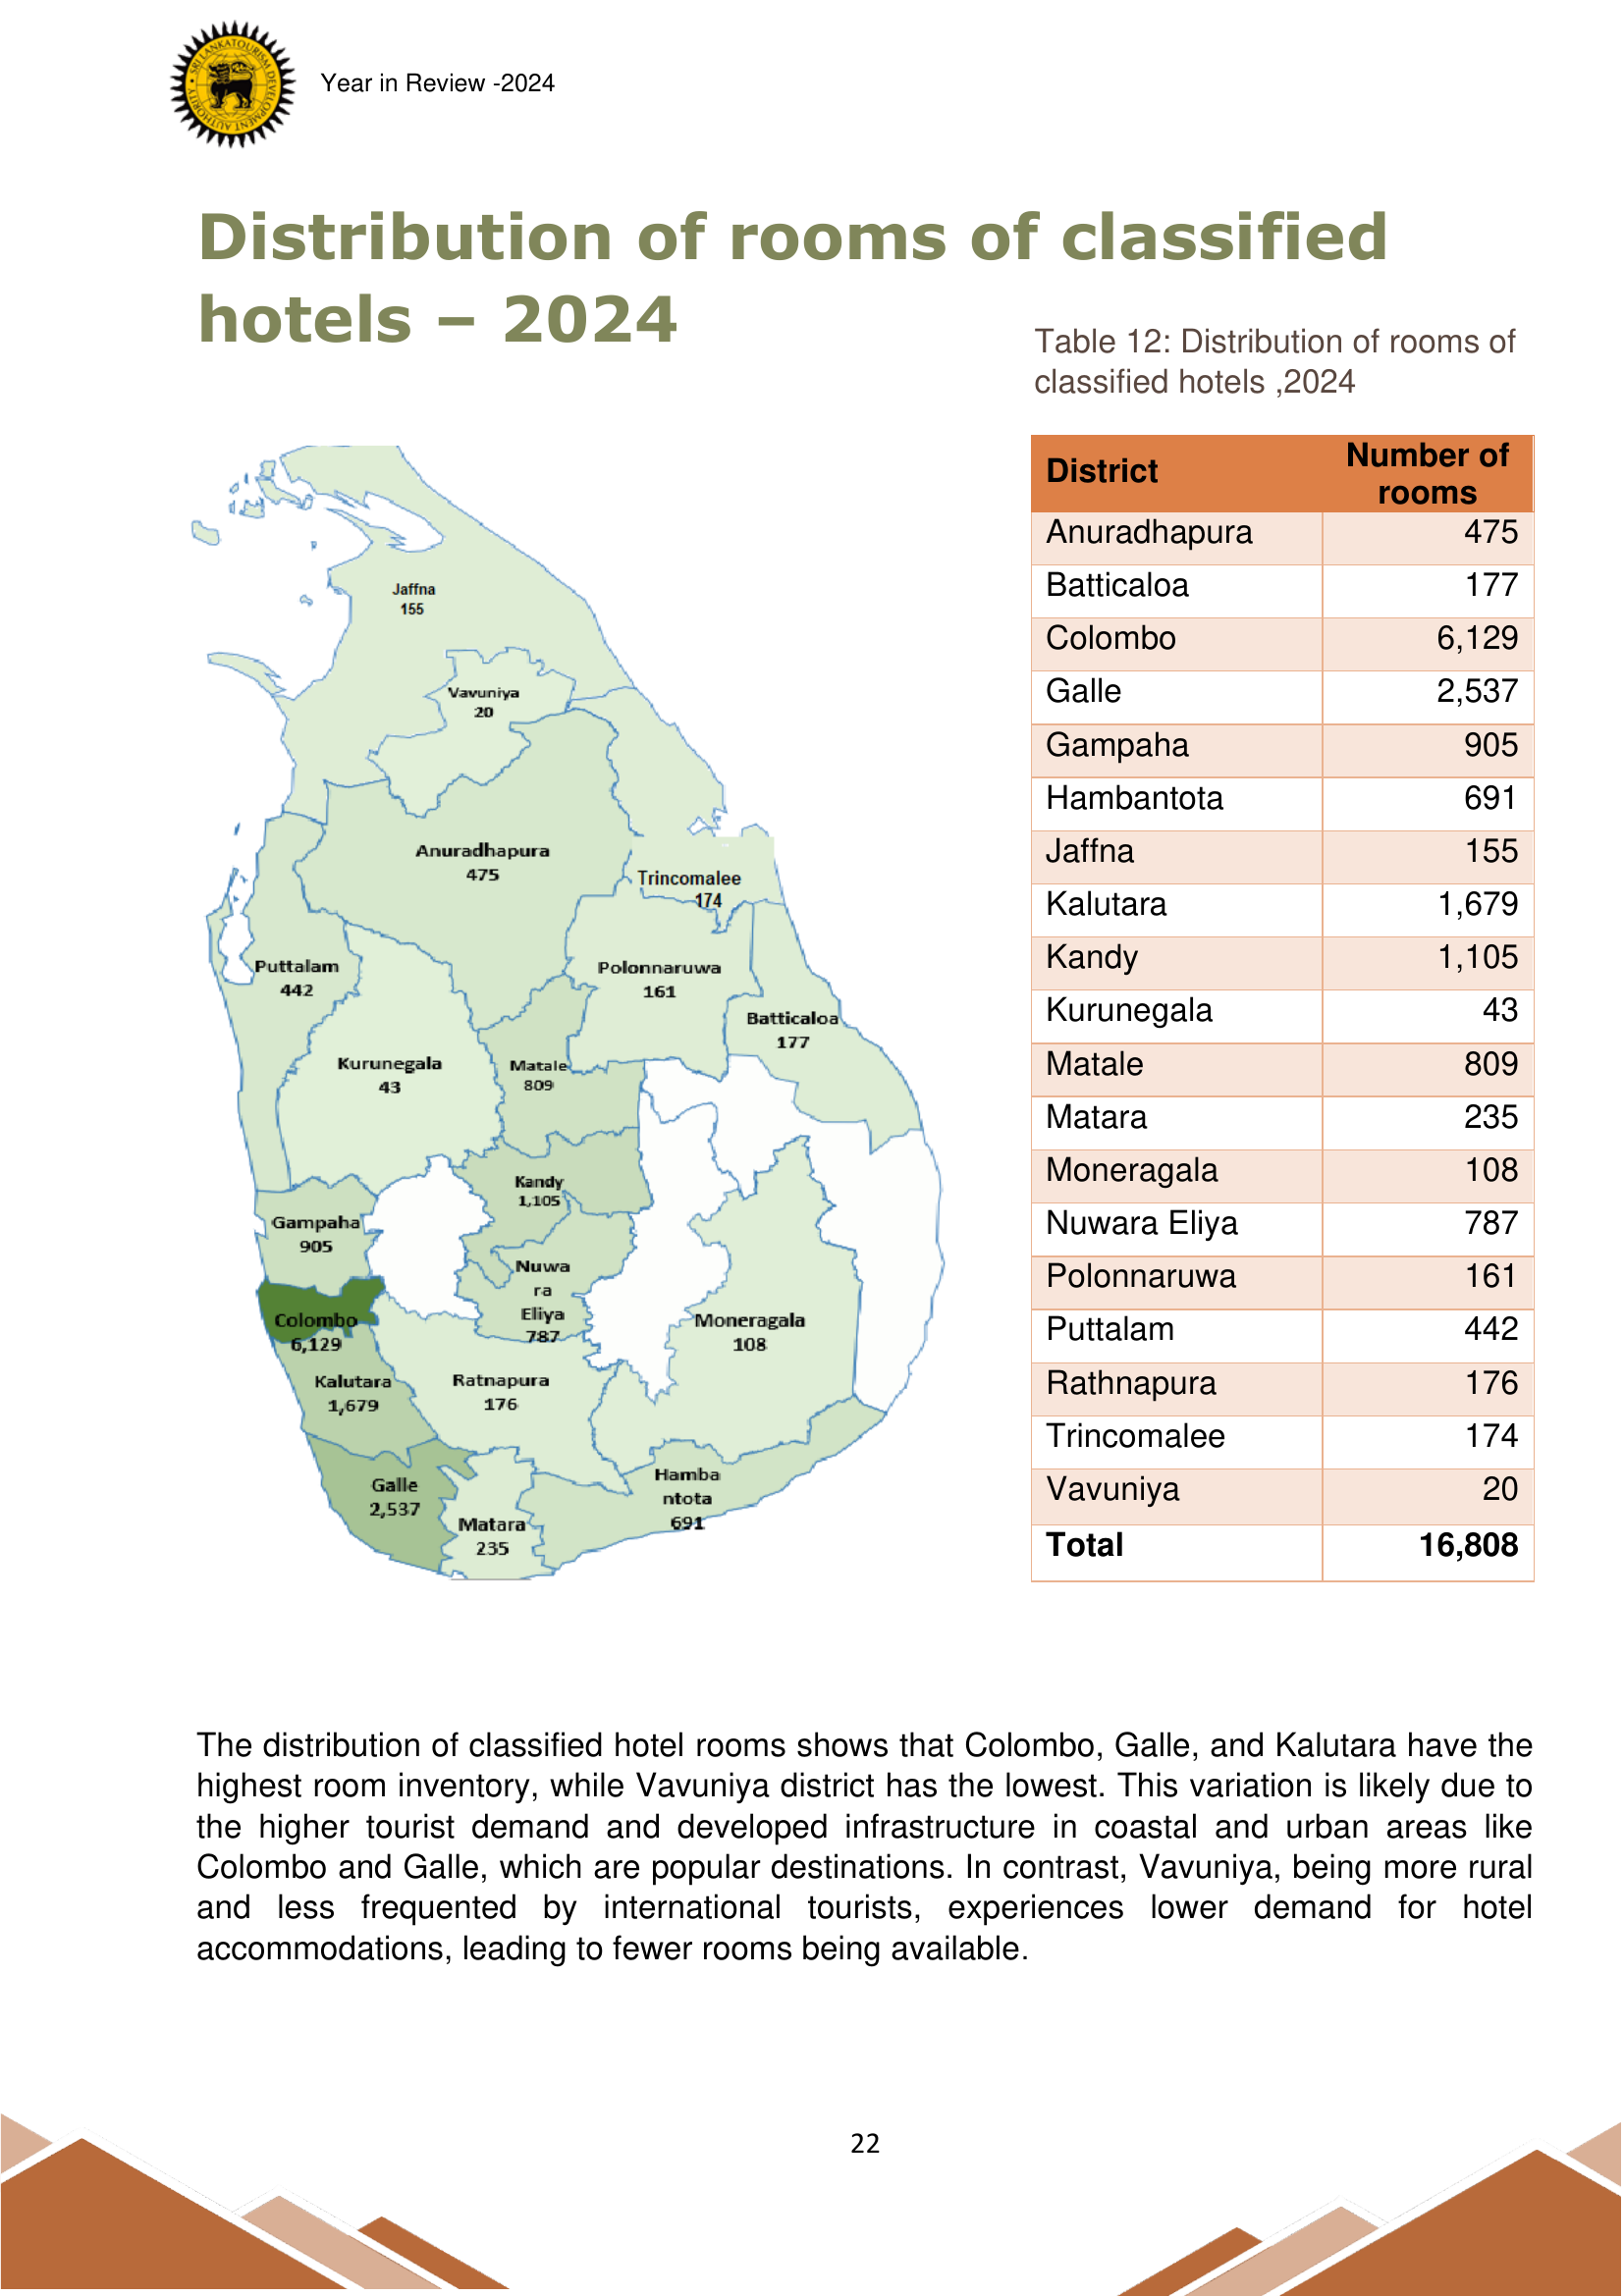 SRI LANKA TOURISM DEVELOPMENT AUTHORITY
Year in Review -2024
Distribution of rooms of classified
hotels – 2024
Table 12: Distribution of rooms of
classified hotels ,2024
Jaffna
155
Vavuniya
20
Anuradhapura
475
Trincomalee
174
Puttalam
442
Polonnaruwa
161
Batticaloa
177
Kurunegala
43
Matale
809
Kandy
1,105
Gampaha
905
Nuwa
ra
Eliya
787
Colombo
6,129
Moneragala
108
Kalutara
1,679
Ratnapura
176
Galle
2,537
Hamba
ntota
691
Matara
235
District Number of
rooms
Anuradhapura 475
Batticaloa 177
Colombo 6,129
Galle 2,537
Gampaha 905
Hambantota 691
Jaffna 155
Kalutara 1,679
Kandy 1,105
Kurunegala 43
Matale 809
Matara 235
Moneragala 108
Nuwara Eliya 787
Polonnaruwa 161
Puttalam 442
Rathnapura 176
Trincomalee 174
Vavuniya 20
Total 16,808
The distribution of classified hotel rooms shows that Colombo, Galle, and Kalutara have the
highest room inventory, while Vavuniya district has the lowest. This variation is likely due to
the higher tourist demand and developed infrastructure in coastal and urban areas like
Colombo and Galle, which are popular destinations. In contrast, Vavuniya, being more rural
and less frequented by international tourists, experiences lower demand for hotel
accommodations, leading to fewer rooms being available.
22